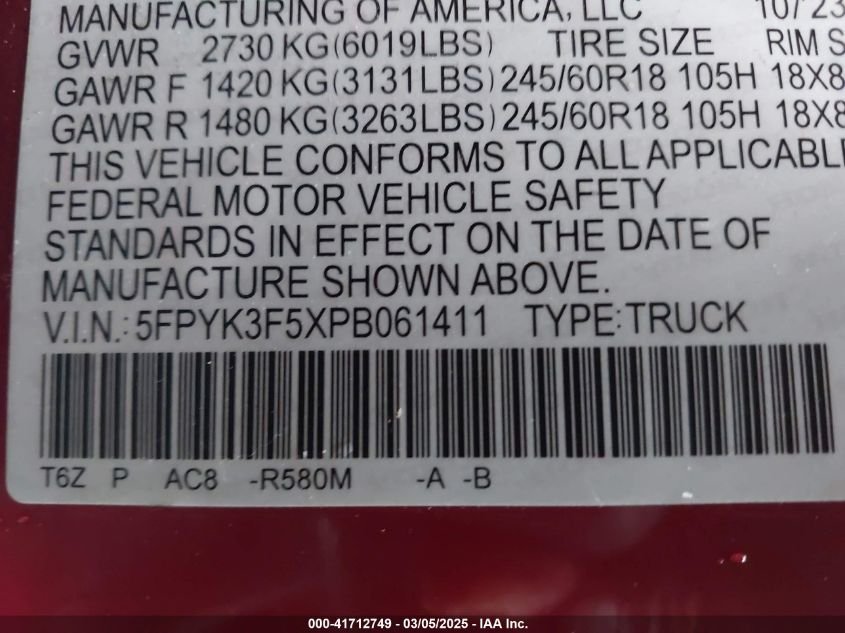 MANUFACTURING OF AMERICA, LLC 10/23
GVWR 2730 KG(6019LBS) TIRE SIZE RIM S
GAWR F 1420 KG(3131LBS) 245/60R18 105H 18X8
GAWR R 1480 KG(3263LBS) 245/60R18 105H 18X8
THIS VEHICLE CONFORMS TO ALL APPLICABL
FEDERAL MOTOR VEHICLE SAFETY
STANDARDS IN EFFECT ON THE DATE OF
MANUFACTURE SHOWN ABOVE.
V.I.N.: 5FPYK3F5XPB061411 TYPE: TRUCK
T6Z P AC8 -R580M -A -B
000-41712749 - 03/05/2025 - IAA Inc.